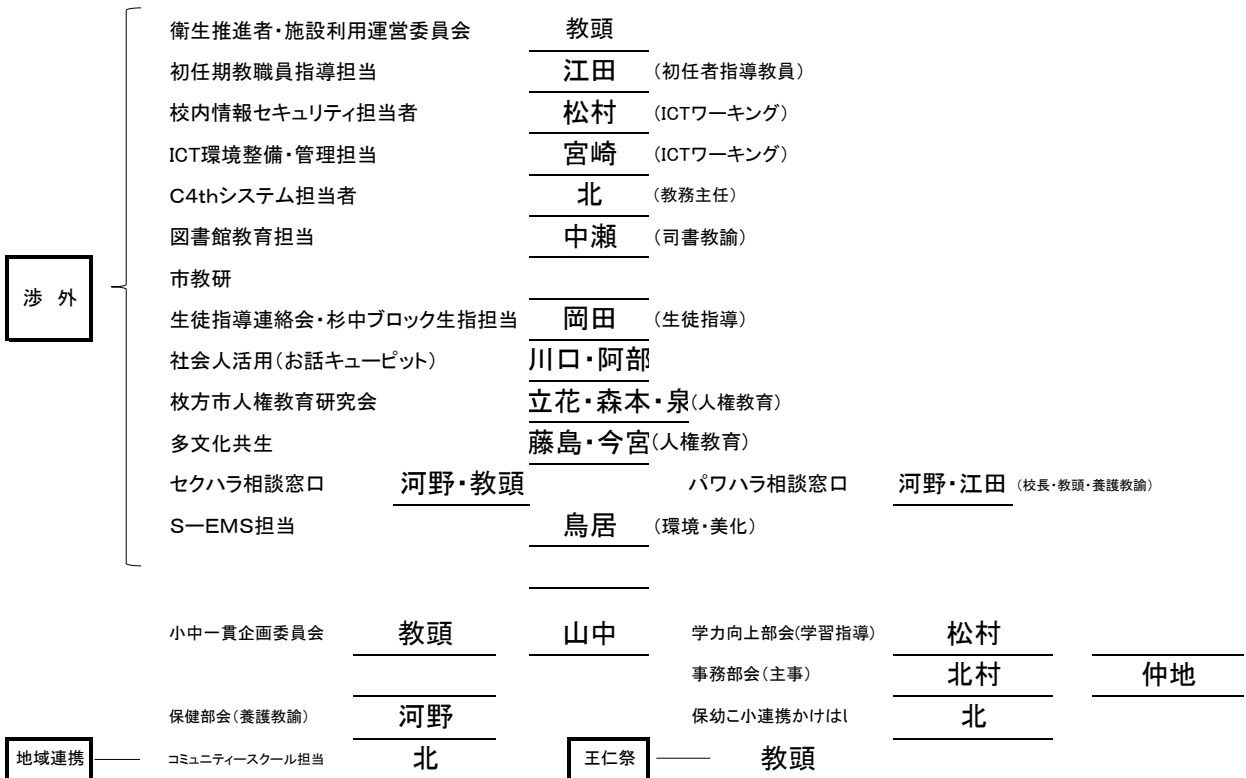 衛生推進者・施設利用運営委員会 教頭
初任期教職員指導担当 江田 (初任者指導教員)
校内情報セキュリティ担当者 松村 (ICTワーキング)
ICT環境整備・管理担当 宮崎 (ICTワーキング)
C4thシステム担当者 北 (教務主任)
図書館教育担当 中瀬 (司書教諭)
市教研
渉 外
生徒指導連絡会・杉中ブロック生指担当 岡田 (生徒指導)
社会人活用(お話キューピット) 川口・阿部
枚方市人権教育研究会 立花・森本・泉(人権教育)
多文化共生 藤島・今宮(人権教育)
セクハラ相談窓口 河野・教頭 パワハラ相談窓口 河野・江田 (校長・教頭・養護教諭)
S―EMS担当 鳥居 (環境・美化)
小中一貫企画委員会 教頭 山中 学力向上部会(学習指導) 松村
事務部会(主事) 北村 仲地
保健部会(養護教諭) 河野 保幼こ小連携かけは 北
地域連携 コミュニティースクール担当 北 王仁祭 教頭